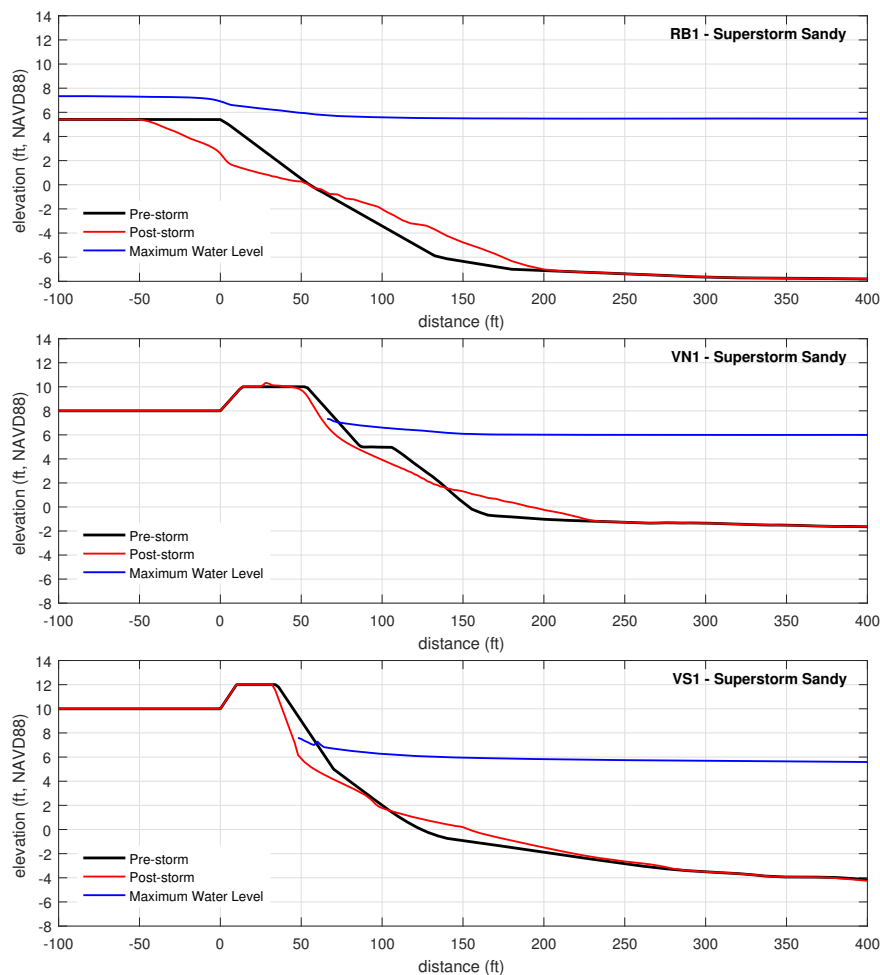 14
12
10
8
6
4
2
0
-2
-4
-6
-8
elevation (ft, NAVD88)
RB1 - Superstorm Sandy
Pre-storm
Post-storm
Maximum Water Level
-100 -50 0 50 100 150 200 250 300 350 400
distance (ft)
14
12
10
8
6
4
2
0
-2
-4
-6
-8
elevation (ft, NAVD88)
VN1 - Superstorm Sandy
Pre-storm
Post-storm
Maximum Water Level
-100 -50 0 50 100 150 200 250 300 350 400
distance (ft)
14
12
10
8
6
4
2
0
-2
-4
-6
-8
elevation (ft, NAVD88)
VS1 - Superstorm Sandy
Pre-storm
Post-storm
Maximum Water Level
-100 -50 0 50 100 150 200 250 300 350 400
distance (ft)